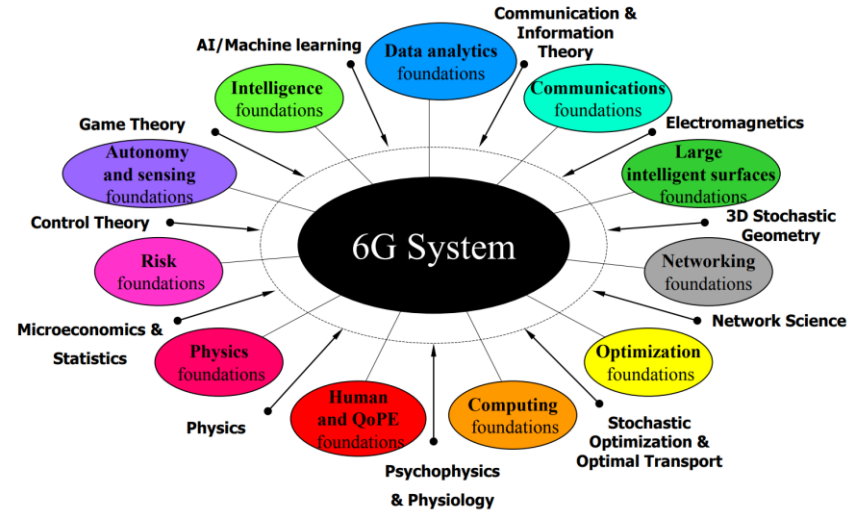 Communication &
Information
Theory
AI/Machine learning
Data analytics
foundations
Intelligence
foundations
Communications
foundations
Game Theory
Electromagnetics
Autonomy
and sensing
foundations
Large
intelligent surfaces
foundations
Control Theory
3D Stochastic
Geometry
6G System
Risk
foundations
Networking
foundations
Microeconomics &
Statistics
Network Science
Physics
foundations
Optimization
foundations
Human
and QoPE
foundations
Computing
foundations
Physics
Stochastic
Optimization &
Optimal Transport
Psychophysics
& Physiology